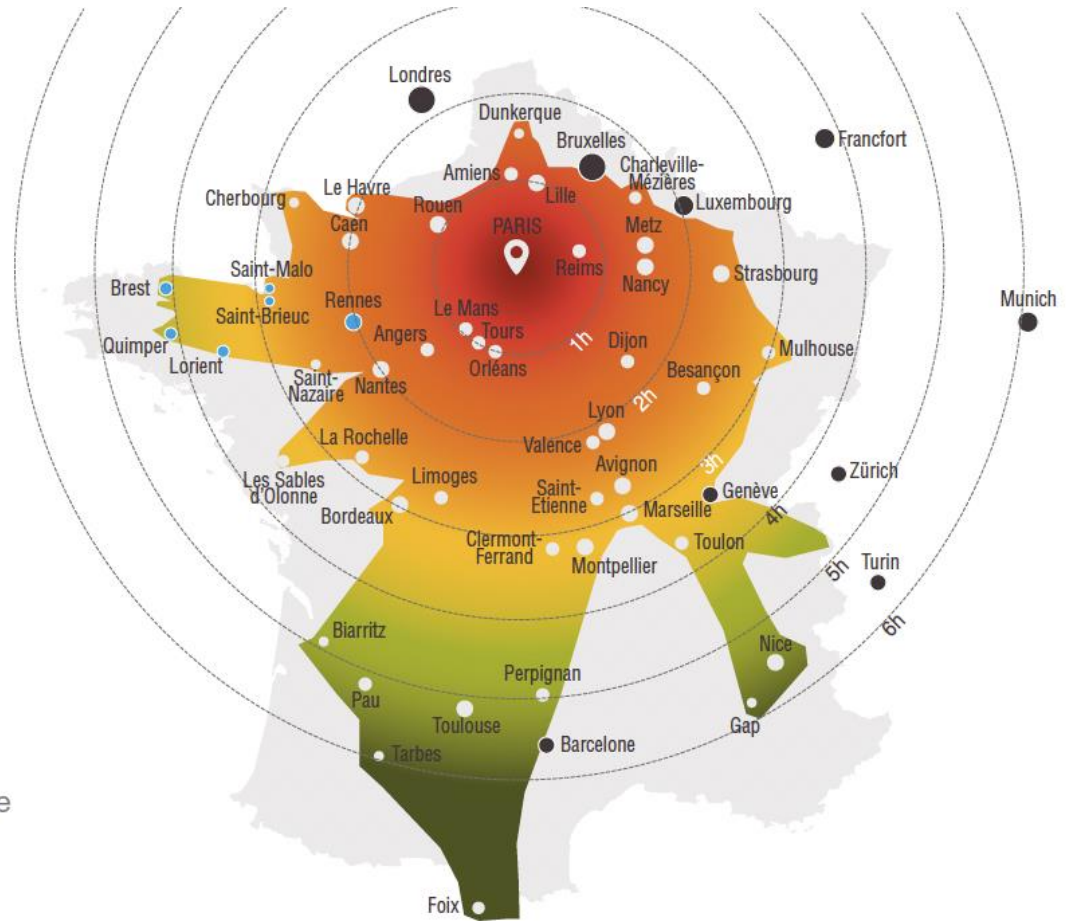 Londres
Dunkerque
Bruxelles
Francfort
Amiens
Charleville-
Mézières
Lille
Le Havre
Cherbourg
Rouen
Luxembourg
Caen
PARIS
Metz
Reims
Saint-Malo
Nancy
Strasbourg
Brest
Rennes
Le Mans
Munich
Saint-Brieuc
Angers
Tours
1h
Dijon
Quimper
Mulhouse
Lorient
Orléans
Besançon
Saint-
Nazaire
Nantes
2h
Lyon
La Rochelle
Valence
Avignon
3h
Zürich
Les Sables
d'Olonne
Limoges
Saint-
Etienne
Genève
Bordeaux
Marseille
4h
Clermont-
Ferrand
Toulon
Montpellier
5h
Turin
6h
Biarritz
Nice
Perpignan
Pau
Toulouse
Gap
Barcelone
Tarbes
e
Foix